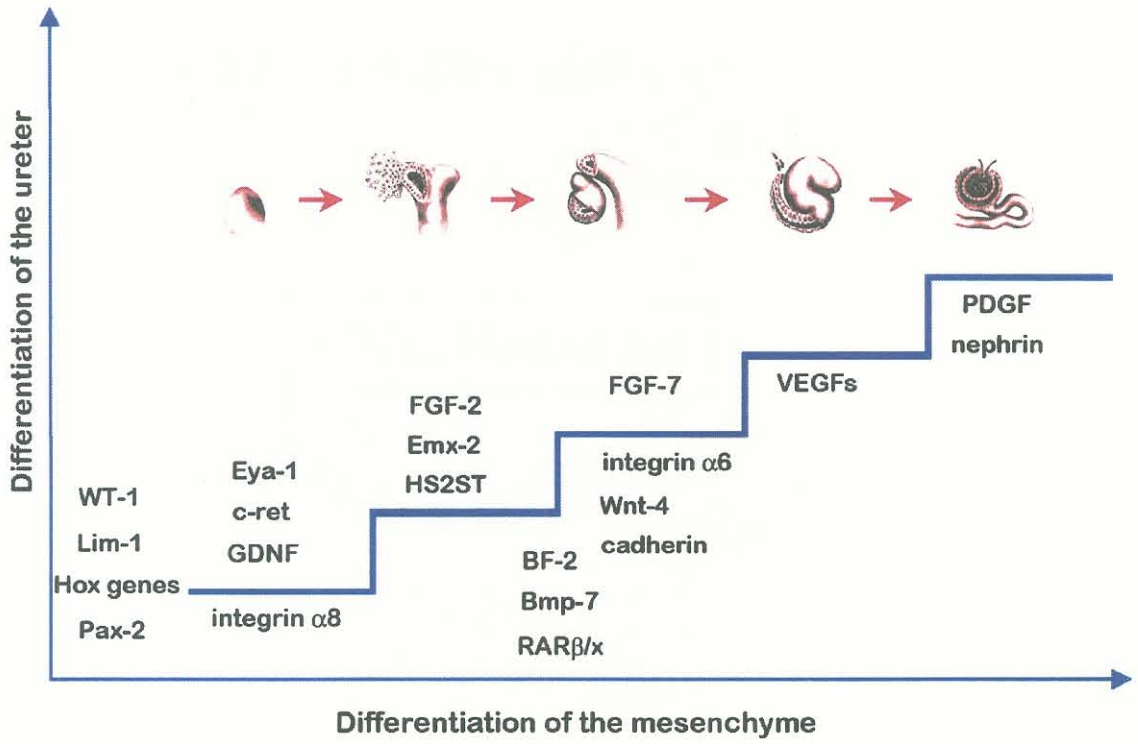 Differentiation of the ureter
WT-1
Lim-1
Hox genes
Pax-2
Eya-1
c-ret
GDNF
integrin α8
FGF-2
Emx-2
HS2ST
BF-2
Bmp-7
RARβ/x
FGF-7
integrin α6
Wnt-4
cadherin
VEGFs
PDGF
nephrin
Differentiation of the mesenchyme